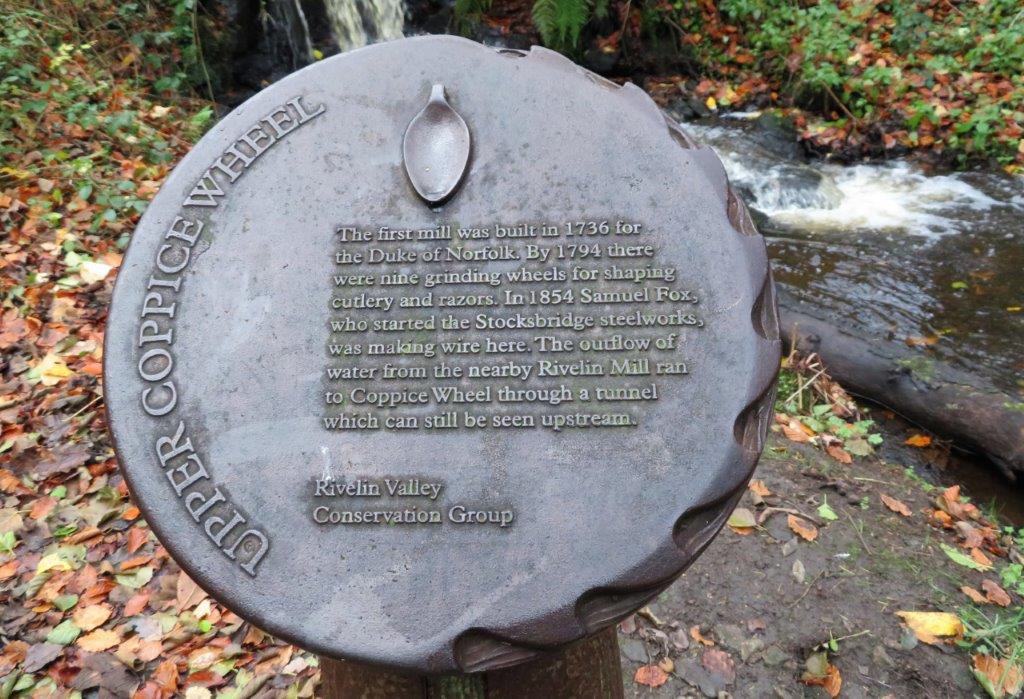 UPPER COPPICE WHEEL
The first mill was built in 1736 for
the Duke of Norfolk. By 1794 there
were nine grinding wheels for shaping
cutlery and razors. In 1854 Samuel Fox,
who started the Stocksbridge steelworks,
was making wire here. The outflow of
water from the nearby Rivelin Mill ran
to Coppice Wheel through a tunnel
which can still be seen upstream.
Rivelin Valley
Conservation Group